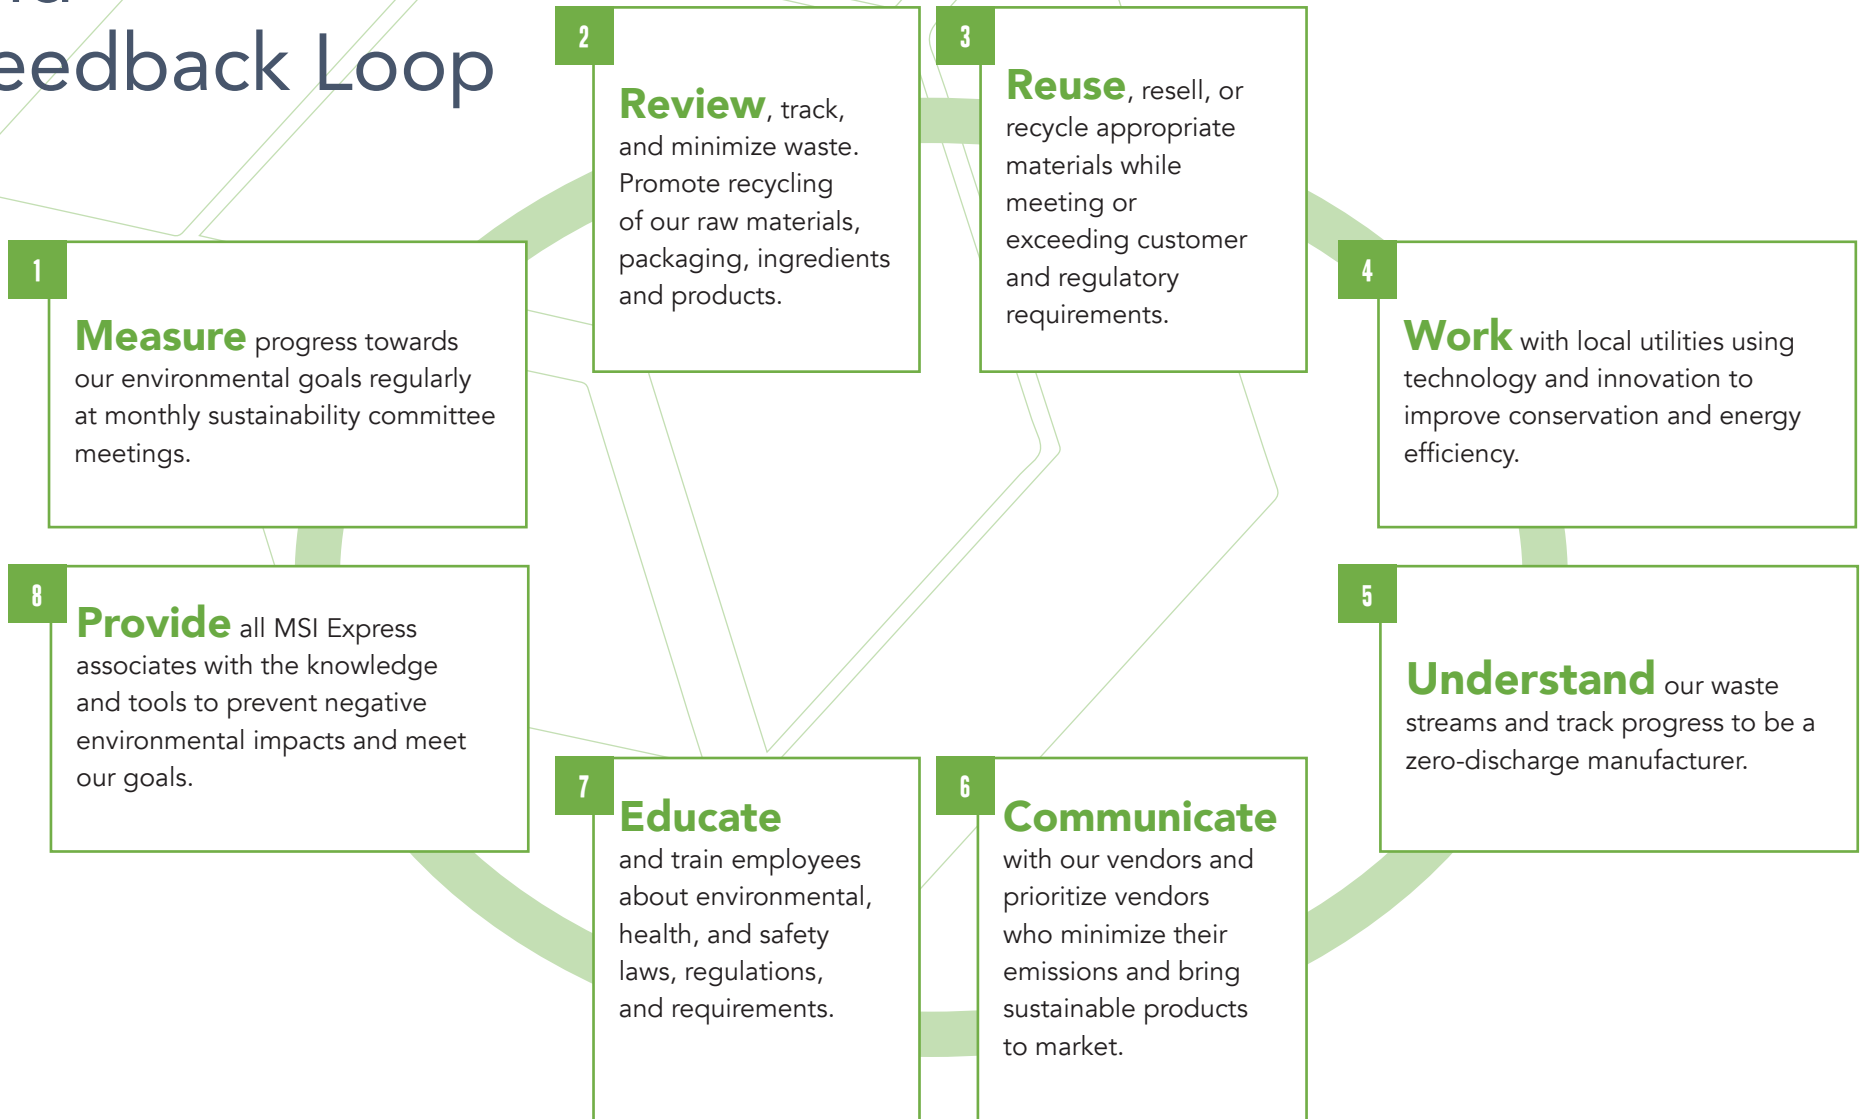 eedback Loop
1
Measure progress towards
our environmental goals regularly
at monthly sustainability committee
meetings.
2
Review, track,
and minimize waste.
Promote recycling
of our raw materials,
packaging, ingredients
and products.
3
Reuse, resell, or
recycle appropriate
materials while
meeting or
exceeding customer
and regulatory
requirements.
4
Work with local utilities using
technology and innovation to
improve conservation and energy
efficiency.
5
Understand our waste
streams and track progress to be a
zero-discharge manufacturer.
6
Communicate
with our vendors and
prioritize vendors
who minimize their
emissions and bring
sustainable products
to market.
7
Educate
and train employees
about environmental,
health, and safety
laws, regulations,
and requirements.
8
Provide all MSI Express
associates with the knowledge
and tools to prevent negative
environmental impacts and meet
our goals.